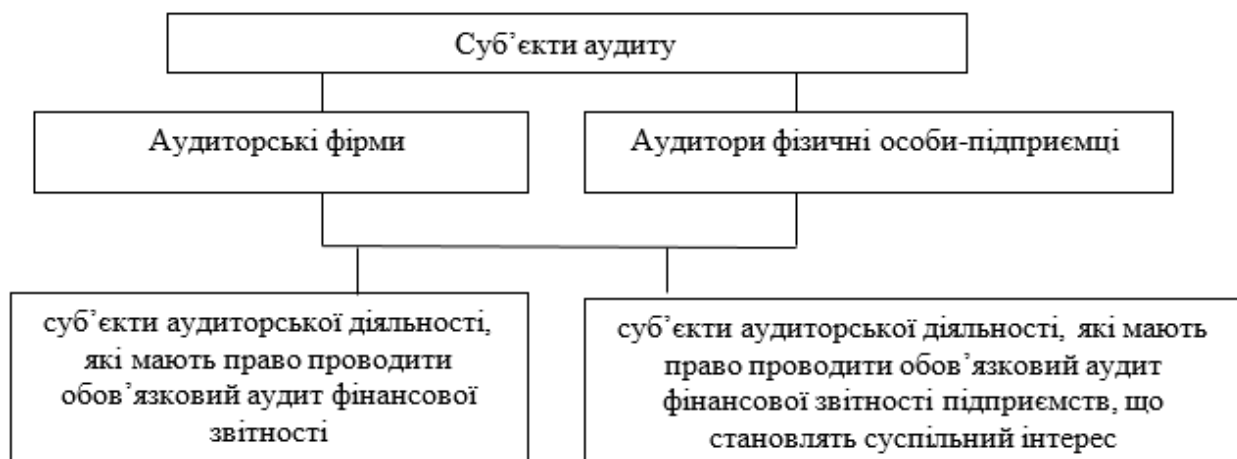 Суб’єкти аудиту
Аудиторські фірми
Аудитори фізичні особи-підприємці
суб’єкти аудиторської діяльності,
які мають право проводити
обов’язковий аудит фінансової
звітності
суб’єкти аудиторської діяльності, які мають
право проводити обов’язковий аудит
фінансової звітності підприємств, що
становлять суспільний інтерес